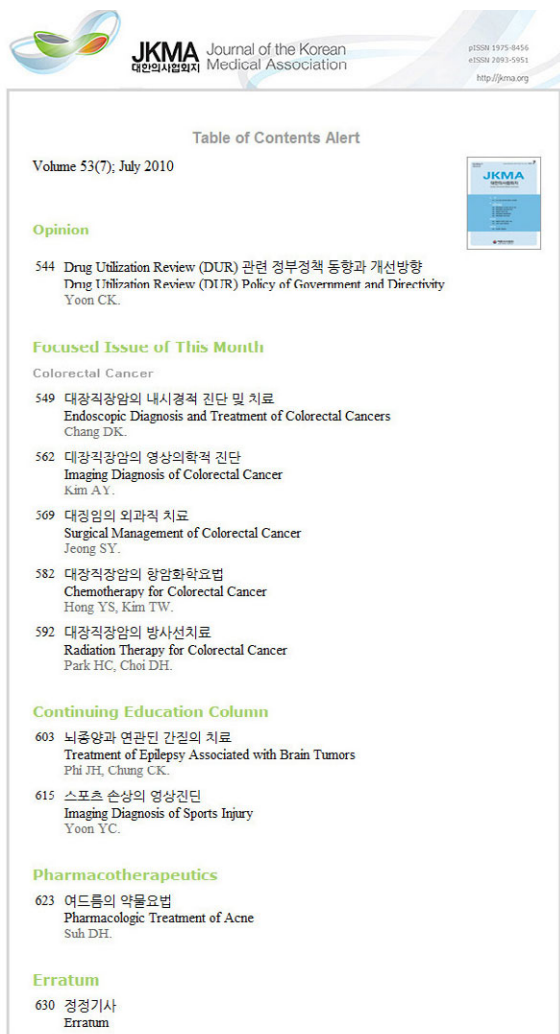 JKMA Journal of the Korean
대한의사협회지 Medical Association
pISSN 1975-8456
eISSN 2093-5951
http://jkma.org
Table of Contents Alert
Volume 53(7); July 2010
JKMA
Opinion
544 Drug Utilization Review (DUR) 관련 정부정책 동향과 개선방향
Drug Utilization Review (DUR) Policy of Government and Directivity
Yoon CK.
Focused Issue of This Month
Colorectal Cancer
549 대장직장암의 내시경적 진단 및 치료
Endoscopic Diagnosis and Treatment of Colorectal Cancers
Chang DK.
562 대장직장암의 영상의학적 진단
Imaging Diagnosis of Colorectal Cancer
Kim AY.
569 대장암의 외과적 치료
Surgical Management of Colorectal Cancer
Jeong SY.
582 대장직장암의 항암화학요법
Chemotherapy for Colorectal Cancer
Hong YS, Kim TW.
592 대장직장암의 방사선치료
Radiation Therapy for Colorectal Cancer
Park HC, Choi DH.
Continuing Education Column
603 뇌종양과 연관된 간질의 치료
Treatment of Epilepsy Associated with Brain Tumors
Phi JH, Chung CK.
615 스포츠 손상의 영상진단
Imaging Diagnosis of Sports Injury
Yoon YC.
Pharmacotherapeutics
623 여드름의 약물요법
Pharmacologic Treatment of Acne
Suh DH.
Erratum
630 정정기사
Erratum